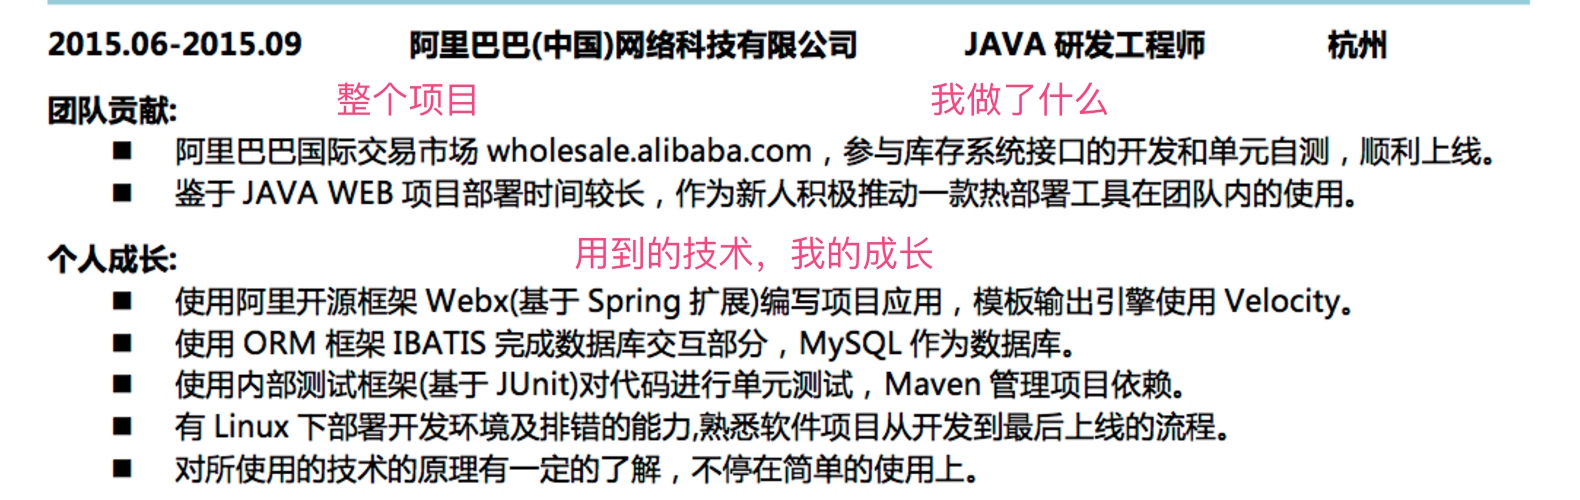 2015.06-2015.09 阿里巴巴(中国)网络科技有限公司 JAVA 研发工程师 杭州
整个项目 我做了什么
团队贡献:
■ 阿里巴巴国际交易市场 wholesale.alibaba.com，参与库存系统接口的开发和单元自测，顺利上线。
■ 鉴于 JAVA WEB 项目部署时间较长，作为新人积极推动一款热部署工具在团队内的使用。
用到的技术，我的成长
个人成长:
■ 使用阿里开源框架 Webx(基于 Spring 扩展)编写项目应用，模板输出引擎使用 Velocity。
■ 使用 ORM 框架 IBATIS 完成数据库交互部分，MySQL 作为数据库。
■ 使用内部测试框架(基于 JUnit)对代码进行单元测试，Maven 管理项目依赖。
■ 有 Linux 下部署开发环境及排错的能力,熟悉软件项目从开发到最后上线的流程。
■ 对所使用的技术的原理有一定的了解，不停在简单的使用上。